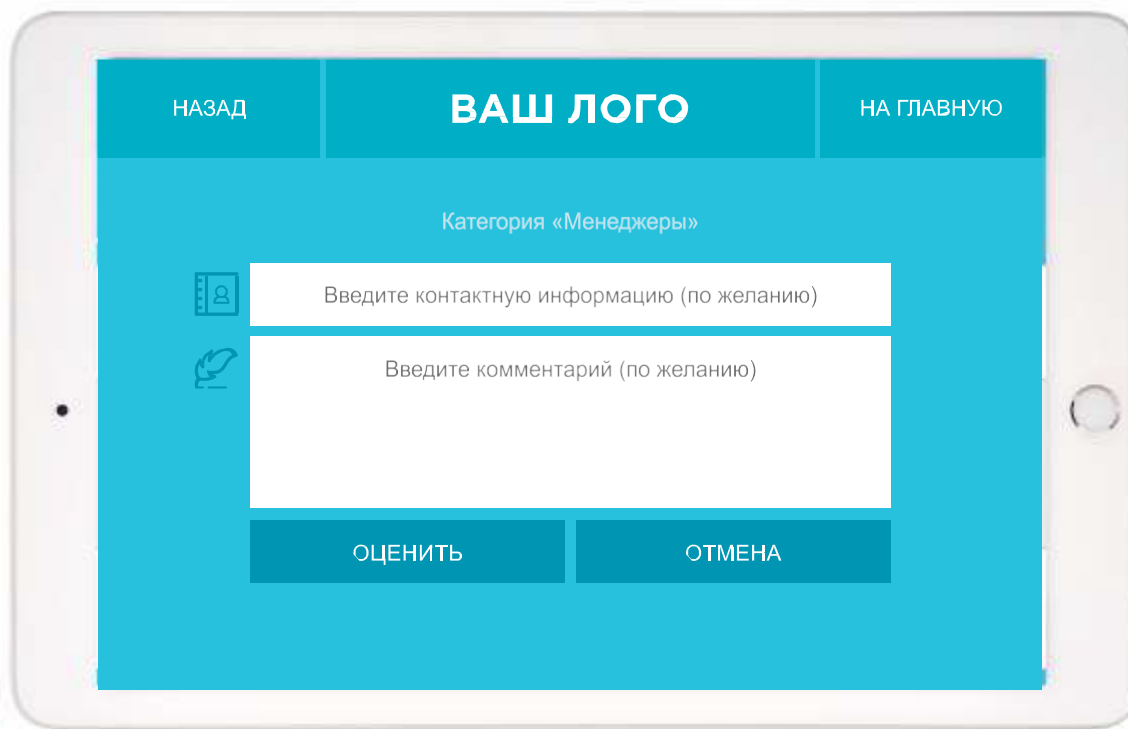 НАЗАД
ВАШ ЛОГО
НА ГЛАВНУЮ
Категория «Менеджеры»
Введите контактную информацию (по желанию)
Введите комментарий (по желанию)
ОЦЕНИТЬ
ОТМЕНА